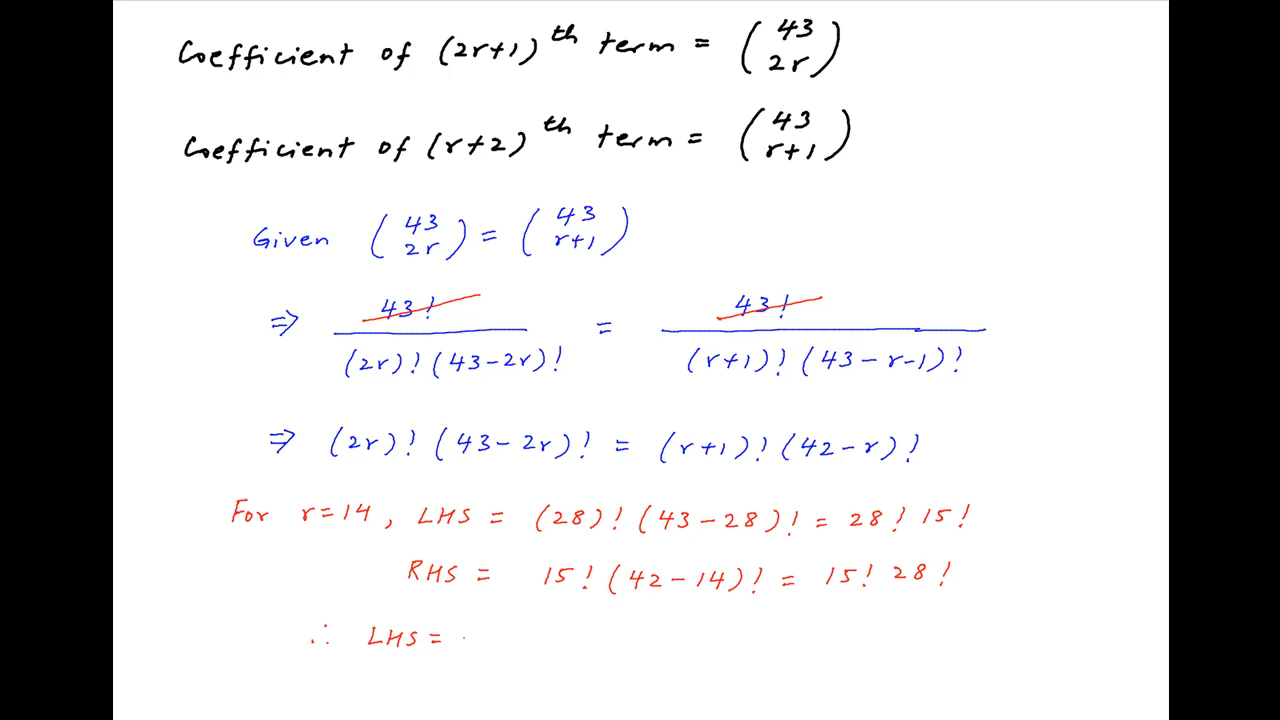 Coefficient of (2r+1)th term = (43 2r)
Coefficient of (r+2)th term = (43 r+1)
Given (43 2r) = (43 r+1)
⇒ 43! / (2r)! (43-2r)! = 43! / (r+1)! (43-r-1)!
⇒ (2r)! (43-2r)! = (r+1)! (42-r)!
For r=14, LHS = (28)! (43-28)! = 28! 15!
RHS = 15! (42-14)! = 15! 28!
∴ LHS =